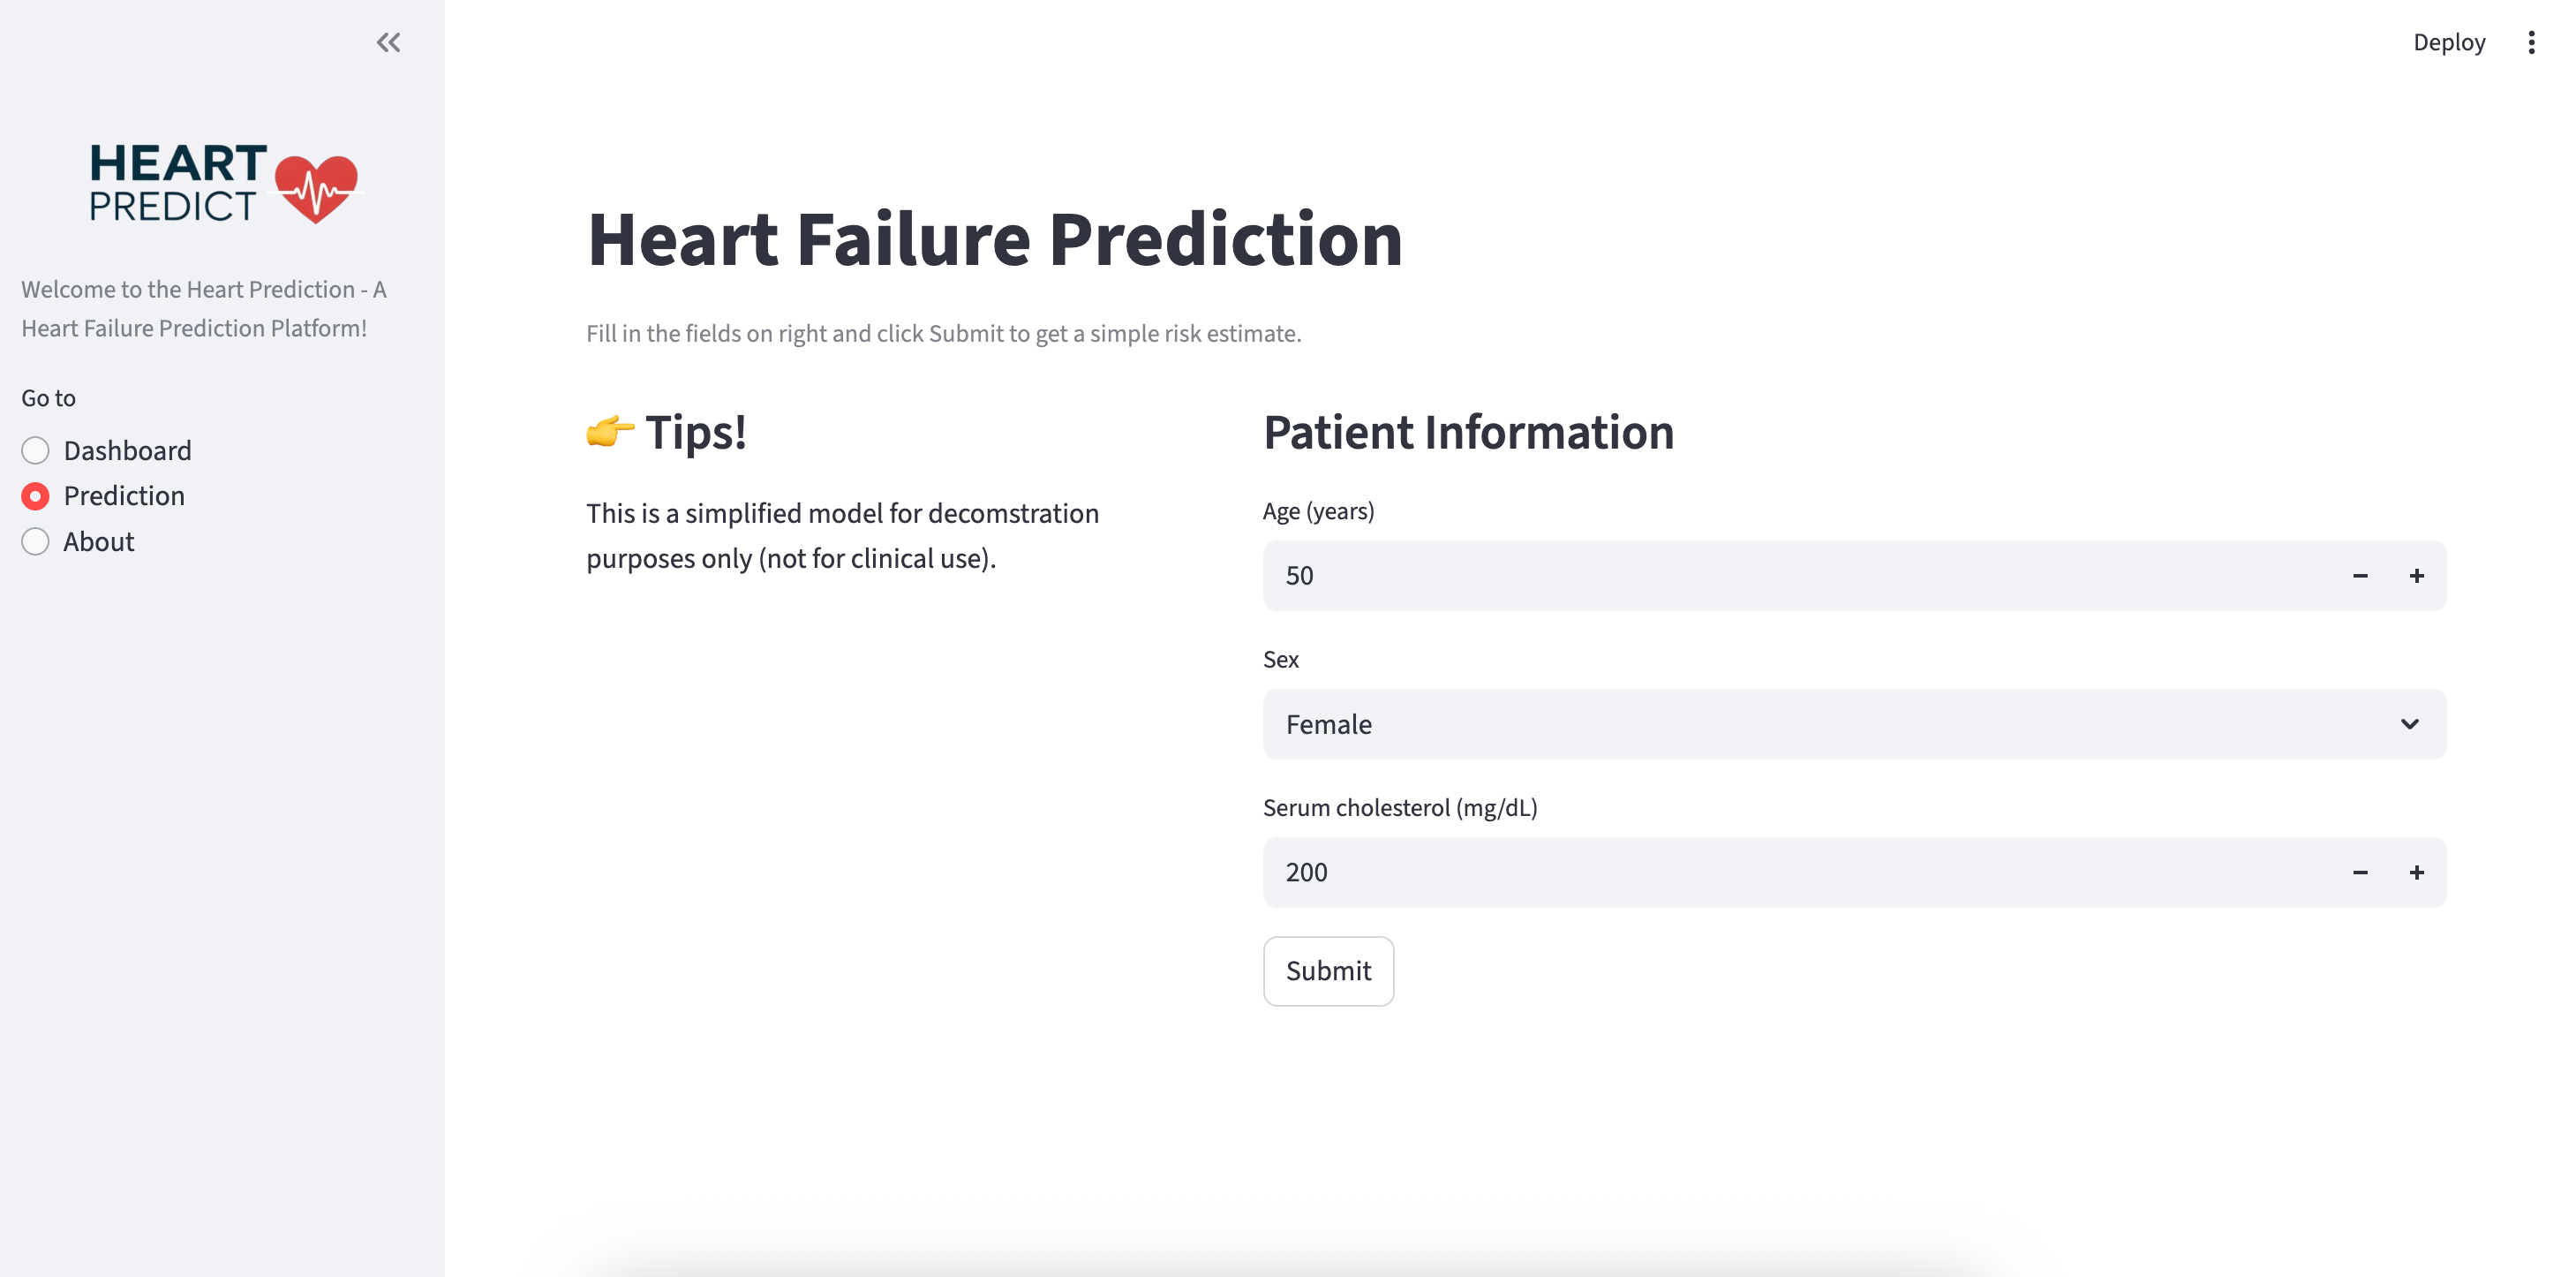 Deploy
HEART
PREDICT
Welcome to the Heart Prediction - A
Heart Failure Prediction Platform!
Go to
Dashboard
Prediction
About
Heart Failure Prediction
Fill in the fields on right and click Submit to get a simple risk estimate.
👉 Tips!
This is a simplified model for decomstration
purposes only (not for clinical use).
Patient Information
Age (years)
50
Sex
Female
Serum cholesterol (mg/dL)
200
Submit